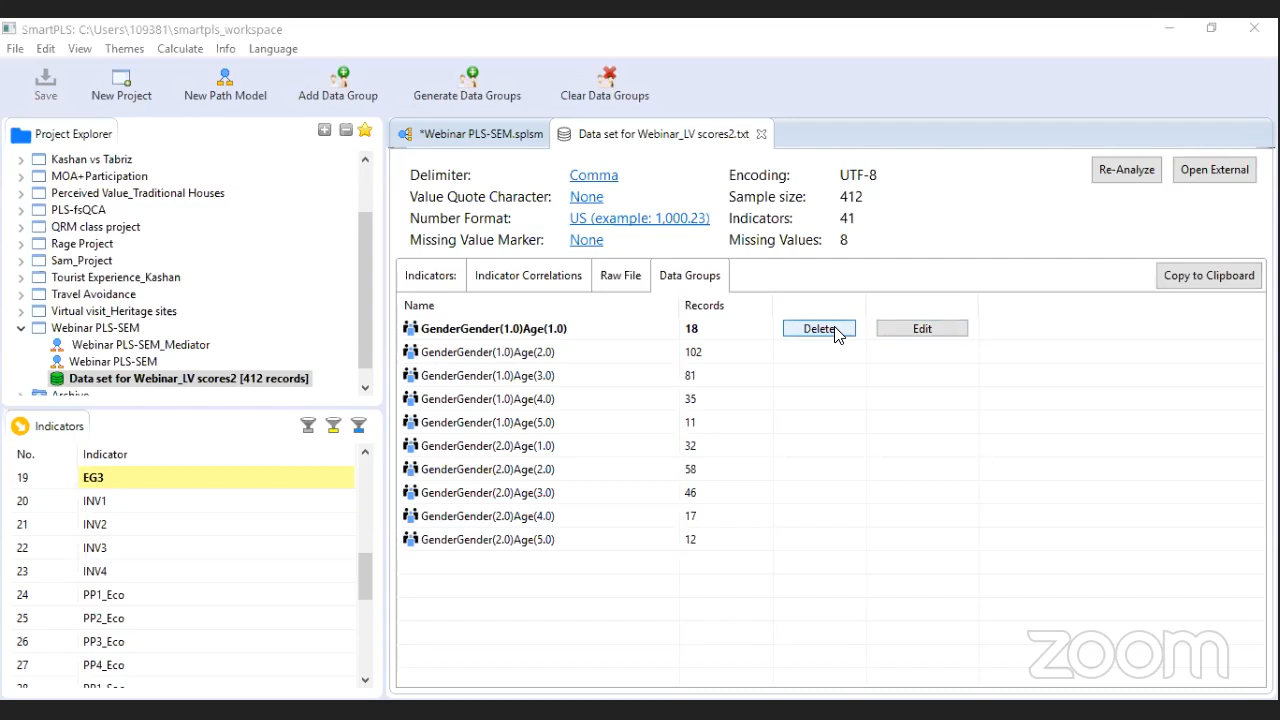 SmartPLS: C:\Users\109381\smartpls_workspace
File Edit View Themes Calculate Info Language
Save New Project New Path Model Add Data Group Generate Data Groups Clear Data Groups
Project Explorer
Kashan vs Tabriz
MOA+Participation
Perceived Value_Traditional Houses
PLS-fsQCA
QRM class project
Rage Project
Sam_Project
Tourist Experience_Kashan
Travel Avoidance
Virtual visit_Heritage sites
Webinar PLS-SEM
Webinar PLS-SEM_Mediator
Webinar PLS-SEM
Data set for Webinar_LV scores2 [412 records]
Archive
Indicators
No. Indicator
19 EG3
20 INV1
21 INV2
22 INV3
23 INV4
24 PP1_Eco
25 PP2_Eco
26 PP3_Eco
27 PP4_Eco
*Webinar PLS-SEM.splsm Data set for Webinar_LV scores2.txt
Delimiter: Comma Encoding: UTF-8 Re-Analyze Open External
Value Quote Character: None Sample size: 412
Number Format: US (example: 1,000.23) Indicators: 41
Missing Value Marker: None Missing Values: 8
Indicators: Indicator Correlations Raw File Data Groups Copy to Clipboard
Name Records
GenderGender(1.0)Age(1.0) 18 Delete Edit
GenderGender(1.0)Age(2.0) 102
GenderGender(1.0)Age(3.0) 81
GenderGender(1.0)Age(4.0) 35
GenderGender(1.0)Age(5.0) 11
GenderGender(2.0)Age(1.0) 32
GenderGender(2.0)Age(2.0) 58
GenderGender(2.0)Age(3.0) 46
GenderGender(2.0)Age(4.0) 17
GenderGender(2.0)Age(5.0) 12
zoom